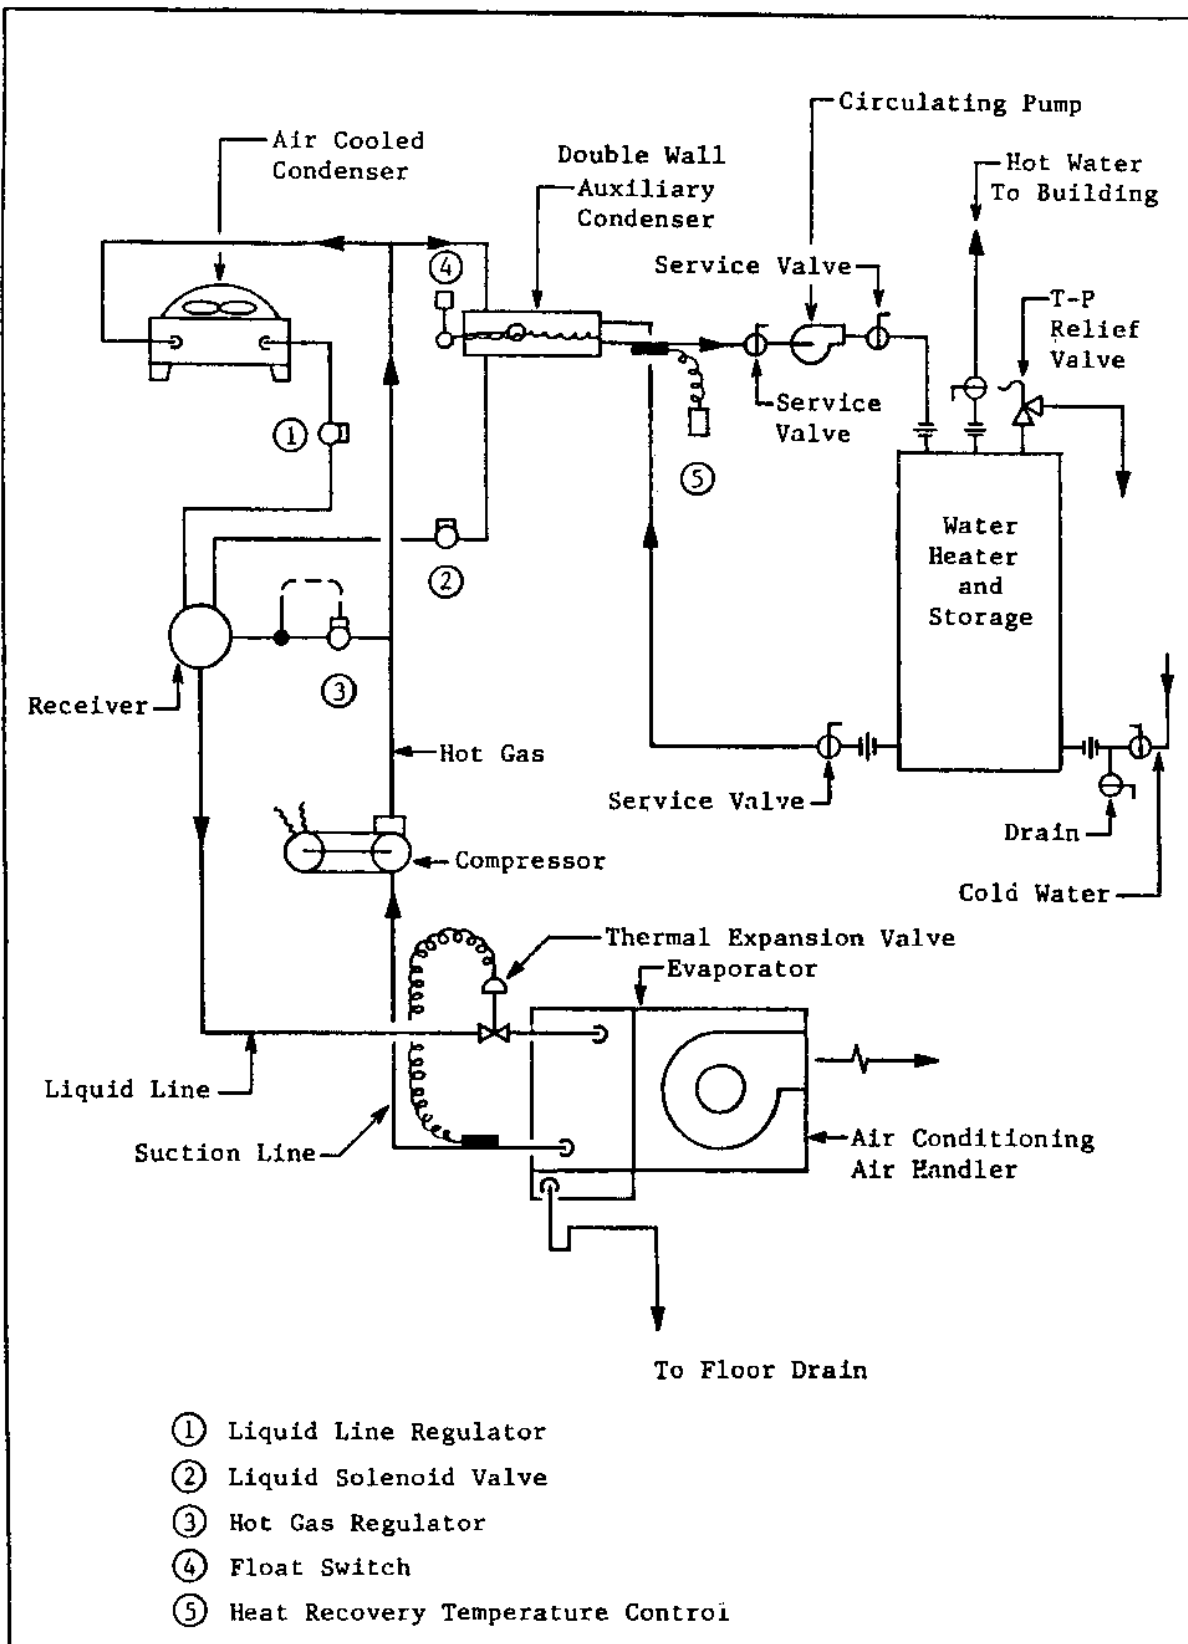 Circulating Pump
Air Cooled
Condenser
Double Wall
Auxiliary
Condenser
Hot Water
To Building
4
Service Valve
T-P
Relief
Valve
Service
Valve
1
5
2
Water
Heater
and
Storage
3
Receiver
Hot Gas
Service Valve
Drain
Compressor
Cold Water
Thermal Expansion Valve
Evaporator
Liquid Line
Suction Line
Air Conditioning
Air Handler
To Floor Drain
1 Liquid Line Regulator
2 Liquid Solenoid Valve
3 Hot Gas Regulator
4 Float Switch
5 Heat Recovery Temperature Control